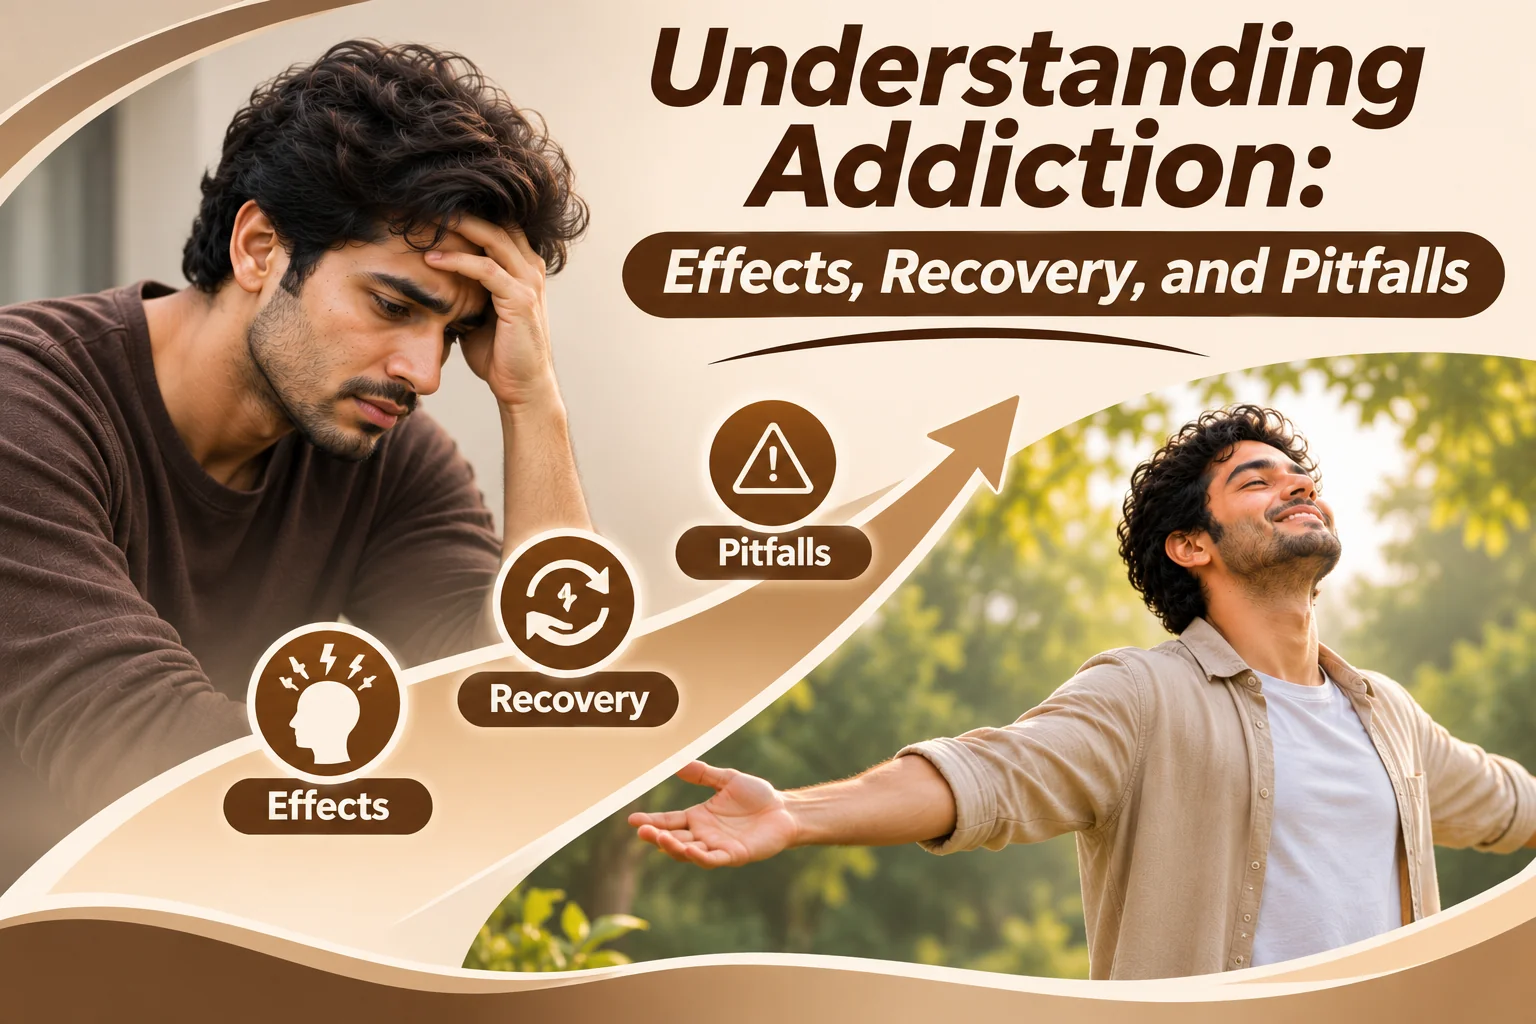 Understanding
Addiction:
Effects, Recovery, and Pitfalls
Pitfalls
Recovery
Effects